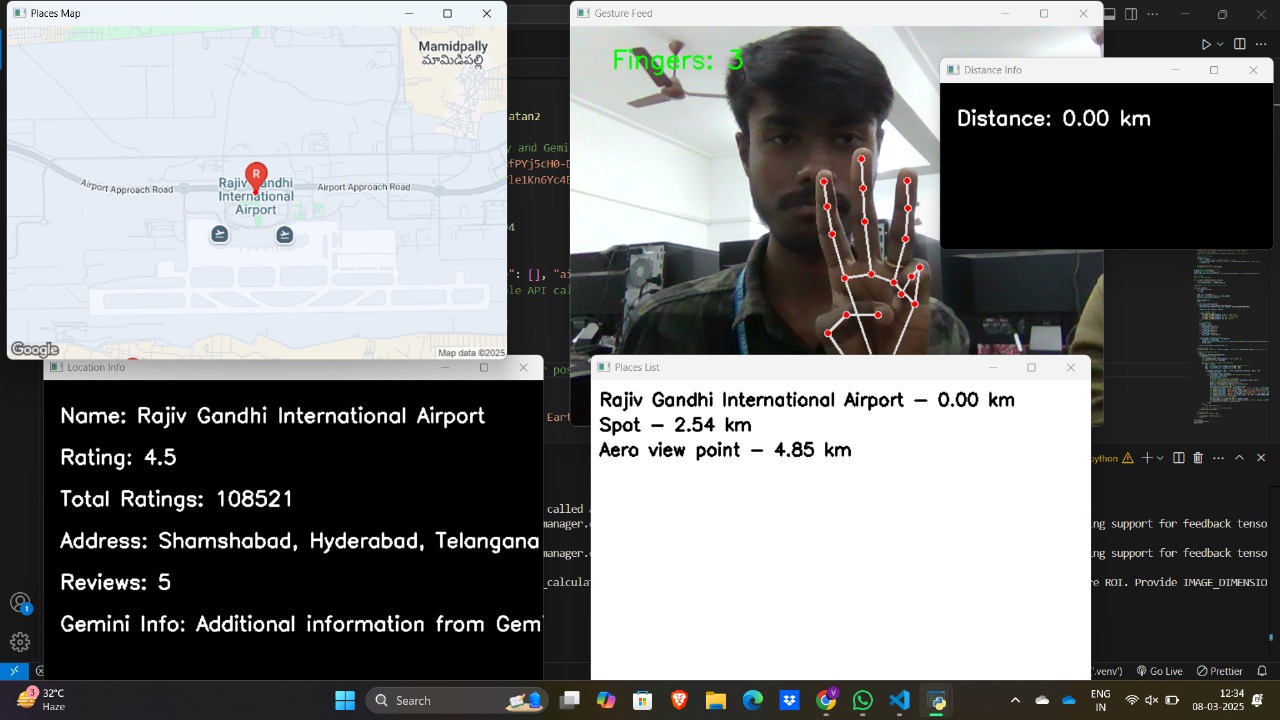 Places Map
Mamidpally
మామిడిపల్లి
Airport Approach Road
Airport Approach Road
R
Rajiv Gandhi
International
Airport
Google
Map data ©2025
Gesture Feed
Fingers: 3
Distance Info
Distance: 0.00 km
atan2
y and Gemi
": [], "ai
le API cal
pos
Eart
Location Info
Name: Rajiv Gandhi International Airport
Rating: 4.5
Total Ratings: 108521
Address: Shamshabad, Hyderabad, Telangana
Reviews: 5
Gemini Info: Additional information from Gem
Places List
Rajiv Gandhi International Airport - 0.00 km
Spot - 2.54 km
Aero view point - 4.85 km
python
called
manager.
ng support for feedback tenso
manager.
ng support for feedback tenso
_calculat
re ROI. Provide IMAGE_DIMENSIO
1
'.venv')
Go Live
Prettier
3
32°C
Haze
Search
V
ENG
IN
12:34
08-03-2025